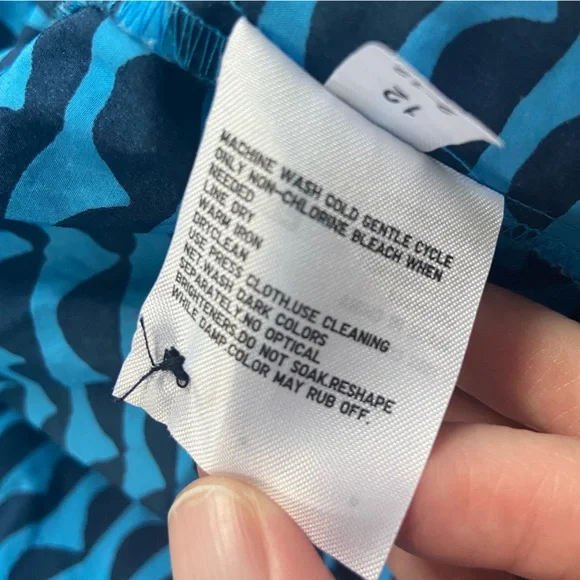 12
MACHINE WASH COLD GENTLE CYCLE
ONLY NON-CHLORINE BLEACH WHEN
NEEDED
LINE DRY
WARM IRON
DRYCLEAN
USE PRESS CLOTH.USE CLEANING
NET.WASH DARK COLORS
SEPARATELY.NO OPTICAL
BRIGHTENERS.DO NOT SOAK.RESHAPE
WHILE DAMP.COLOR MAY RUB OFF.